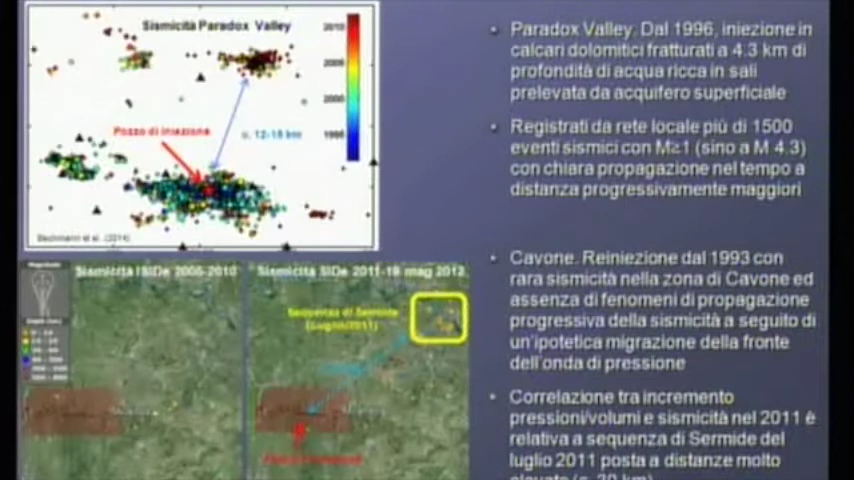 Sismicità Paradox Valley
2010
2005
2000
1995
Pozzo di iniezione
c. 12-15 km
Beckmann et al. (2014)
Sismicità ISIDe 2005-2010
Sismicità ISIDe 2011-19 mag 2012
Sequenza di Sermide
(Luglio/2011)
• Paradox Valley. Dal 1996, iniezione in
calcari dolomitici fratturati a 4.3 km di
profondità di acqua ricca in sali
prelevata da acquifero superficiale
• Registrati da rete locale più di 1500
eventi sismici con M≥1 (sino a M 4.3)
con chiara propagazione nel tempo a
distanza progressivamente maggiori
• Cavone. Reiniezione dal 1993 con
rara sismicità nella zona di Cavone ed
assenza di fenomeni di propagazione
progressiva della sismicità a seguito di
un'ipotetica migrazione della fronte
dell'onda di pressione
• Correlazione tra incremento
pressioni/volumi e sismicità nel 2011 è
relativa a sequenza di Sermide del
luglio 2011 posta a distanze molto